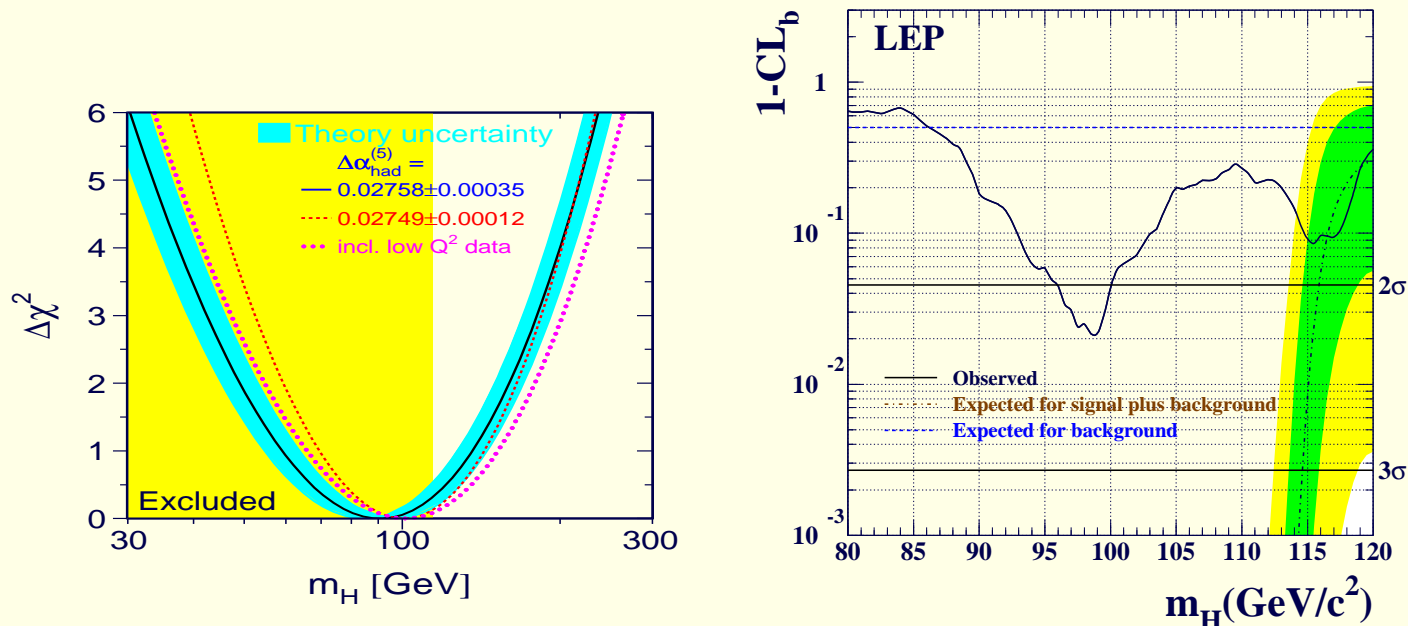 6
5
4
3
2
1
0
Δχ²
Theory uncertainty
Δα(5)had =
0.02758±0.00035
0.02749±0.00012
incl. low Q² data
Excluded
30
100
300
mH [GeV]
1-CLb
LEP
1
10 -1
10 -2
10 -3
2σ
3σ
Observed
Expected for signal plus background
Expected for background
80
85
90
95
100
105
110
115
120
mH(GeV/c²)